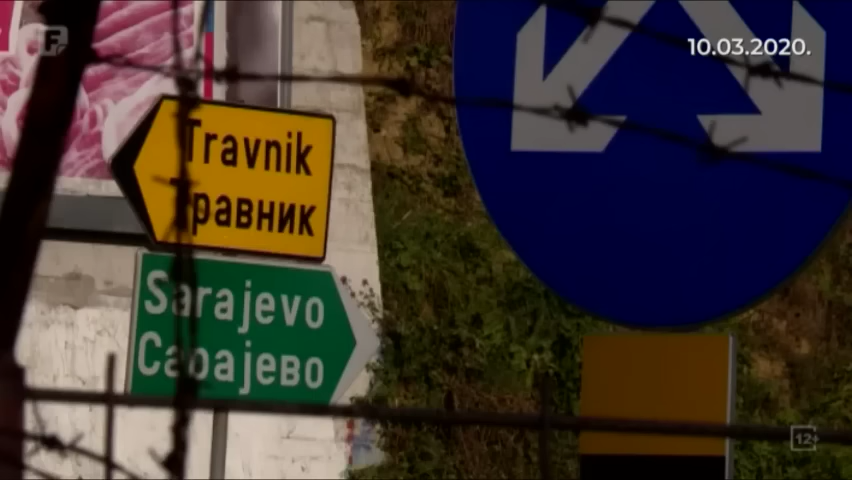 F
10.03.2020.
Travnik
Травник
Sarajevo
Сарајево
12+